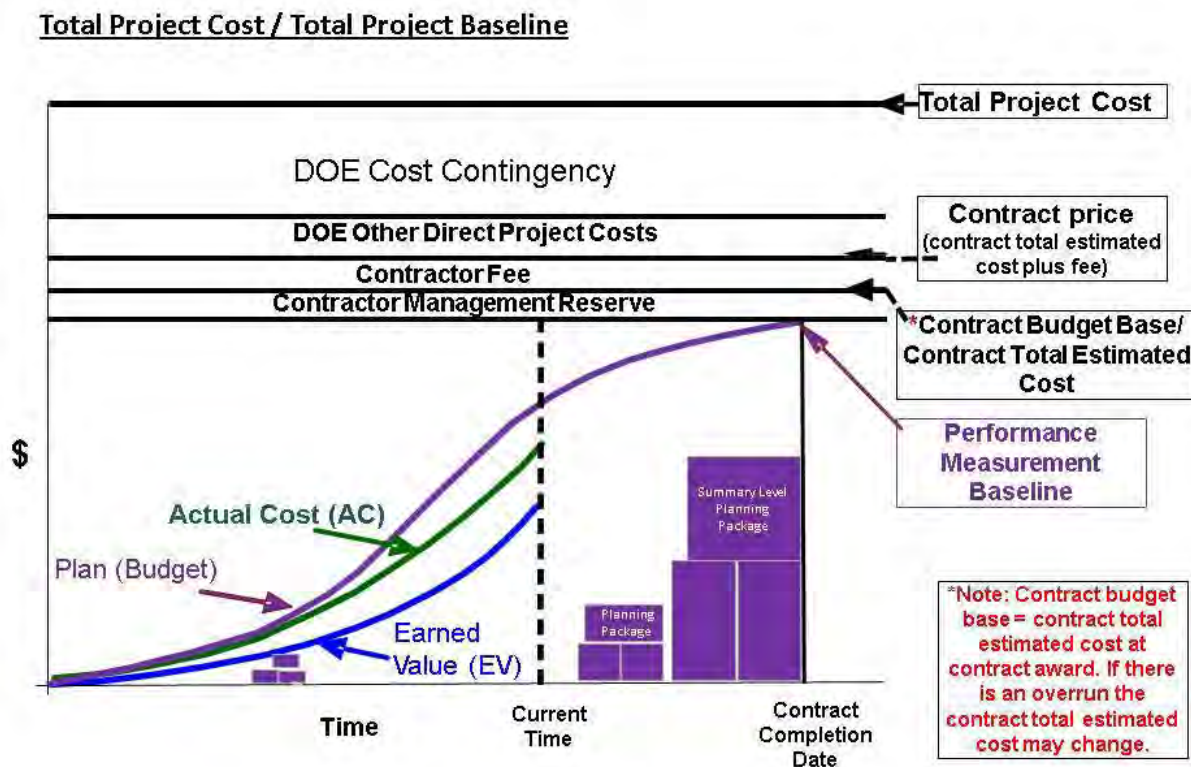 Total Project Cost / Total Project Baseline
Total Project Cost
DOE Cost Contingency
Contract price
(contract total estimated
cost plus fee)
DOE Other Direct Project Costs
Contractor Fee
Contractor Management Reserve
*Contract Budget Base/
Contract Total Estimated
Cost
Performance
Measurement
Baseline
$
Summary Level
Planning
Package
Actual Cost (AC)
Plan (Budget)
Planning
Package
Earned
Value (EV)
*Note: Contract budget
base = contract total
estimated cost at
contract award. If there
is an overrun the
contract total estimated
cost may change.
Time
Current
Time
Contract
Completion
Date